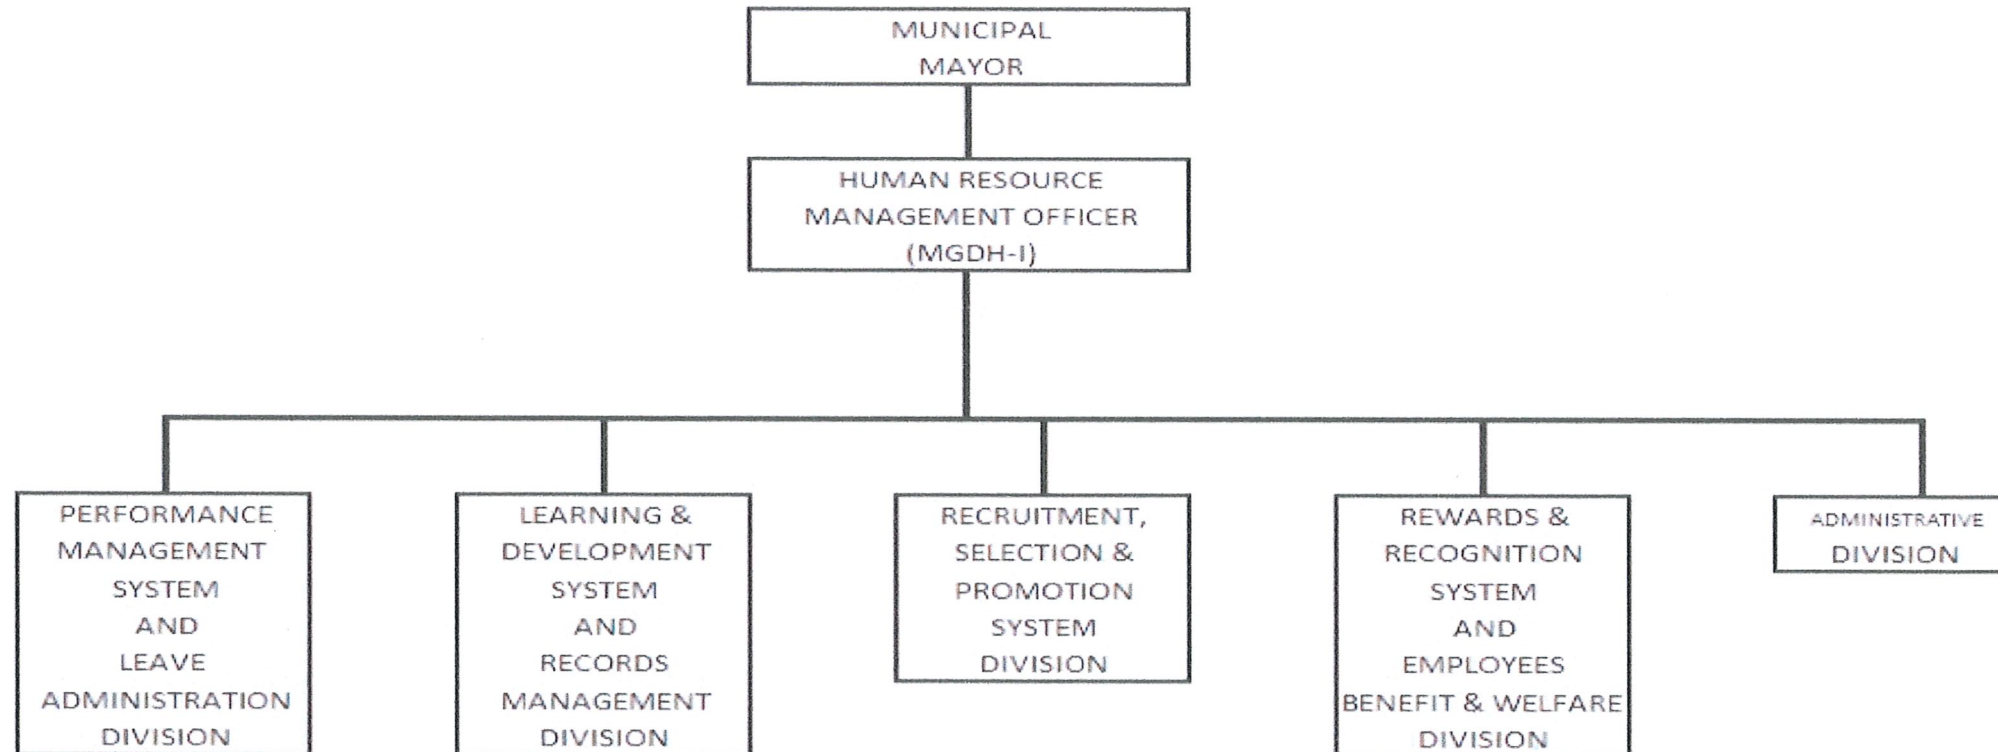 MUNICIPAL
MAYOR
HUMAN RESOURCE
MANAGEMENT OFFICER
(MGDH-I)
PERFORMANCE
MANAGEMENT
SYSTEM
AND
LEAVE
ADMINISTRATION
DIVISION
LEARNING &
DEVELOPMENT
SYSTEM
AND
RECORDS
MANAGEMENT
DIVISION
RECRUITMENT,
SELECTION &
PROMOTION
SYSTEM
DIVISION
REWARDS &
RECOGNITION
SYSTEM
AND
EMPLOYEES
BENEFIT & WELFARE
DIVISION
ADMINISTRATIVE
DIVISION